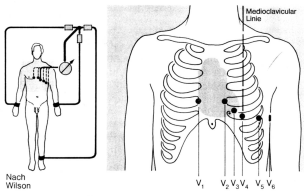 Medioclavicular
Linie
Nach
Wilson
V1 V2 V3 V4 V5 V6